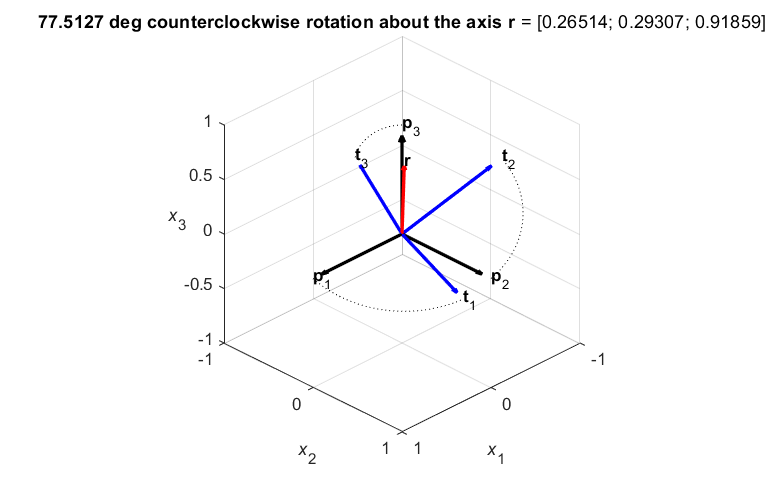 77.5127 deg counterclockwise rotation about the axis r = [0.26514; 0.29307; 0.91859]
1
p3
t3
r
t2
0.5
x3
0
p1
p2
-0.5
t1
-1
-1
-1
0
0
1
1
x2
x1